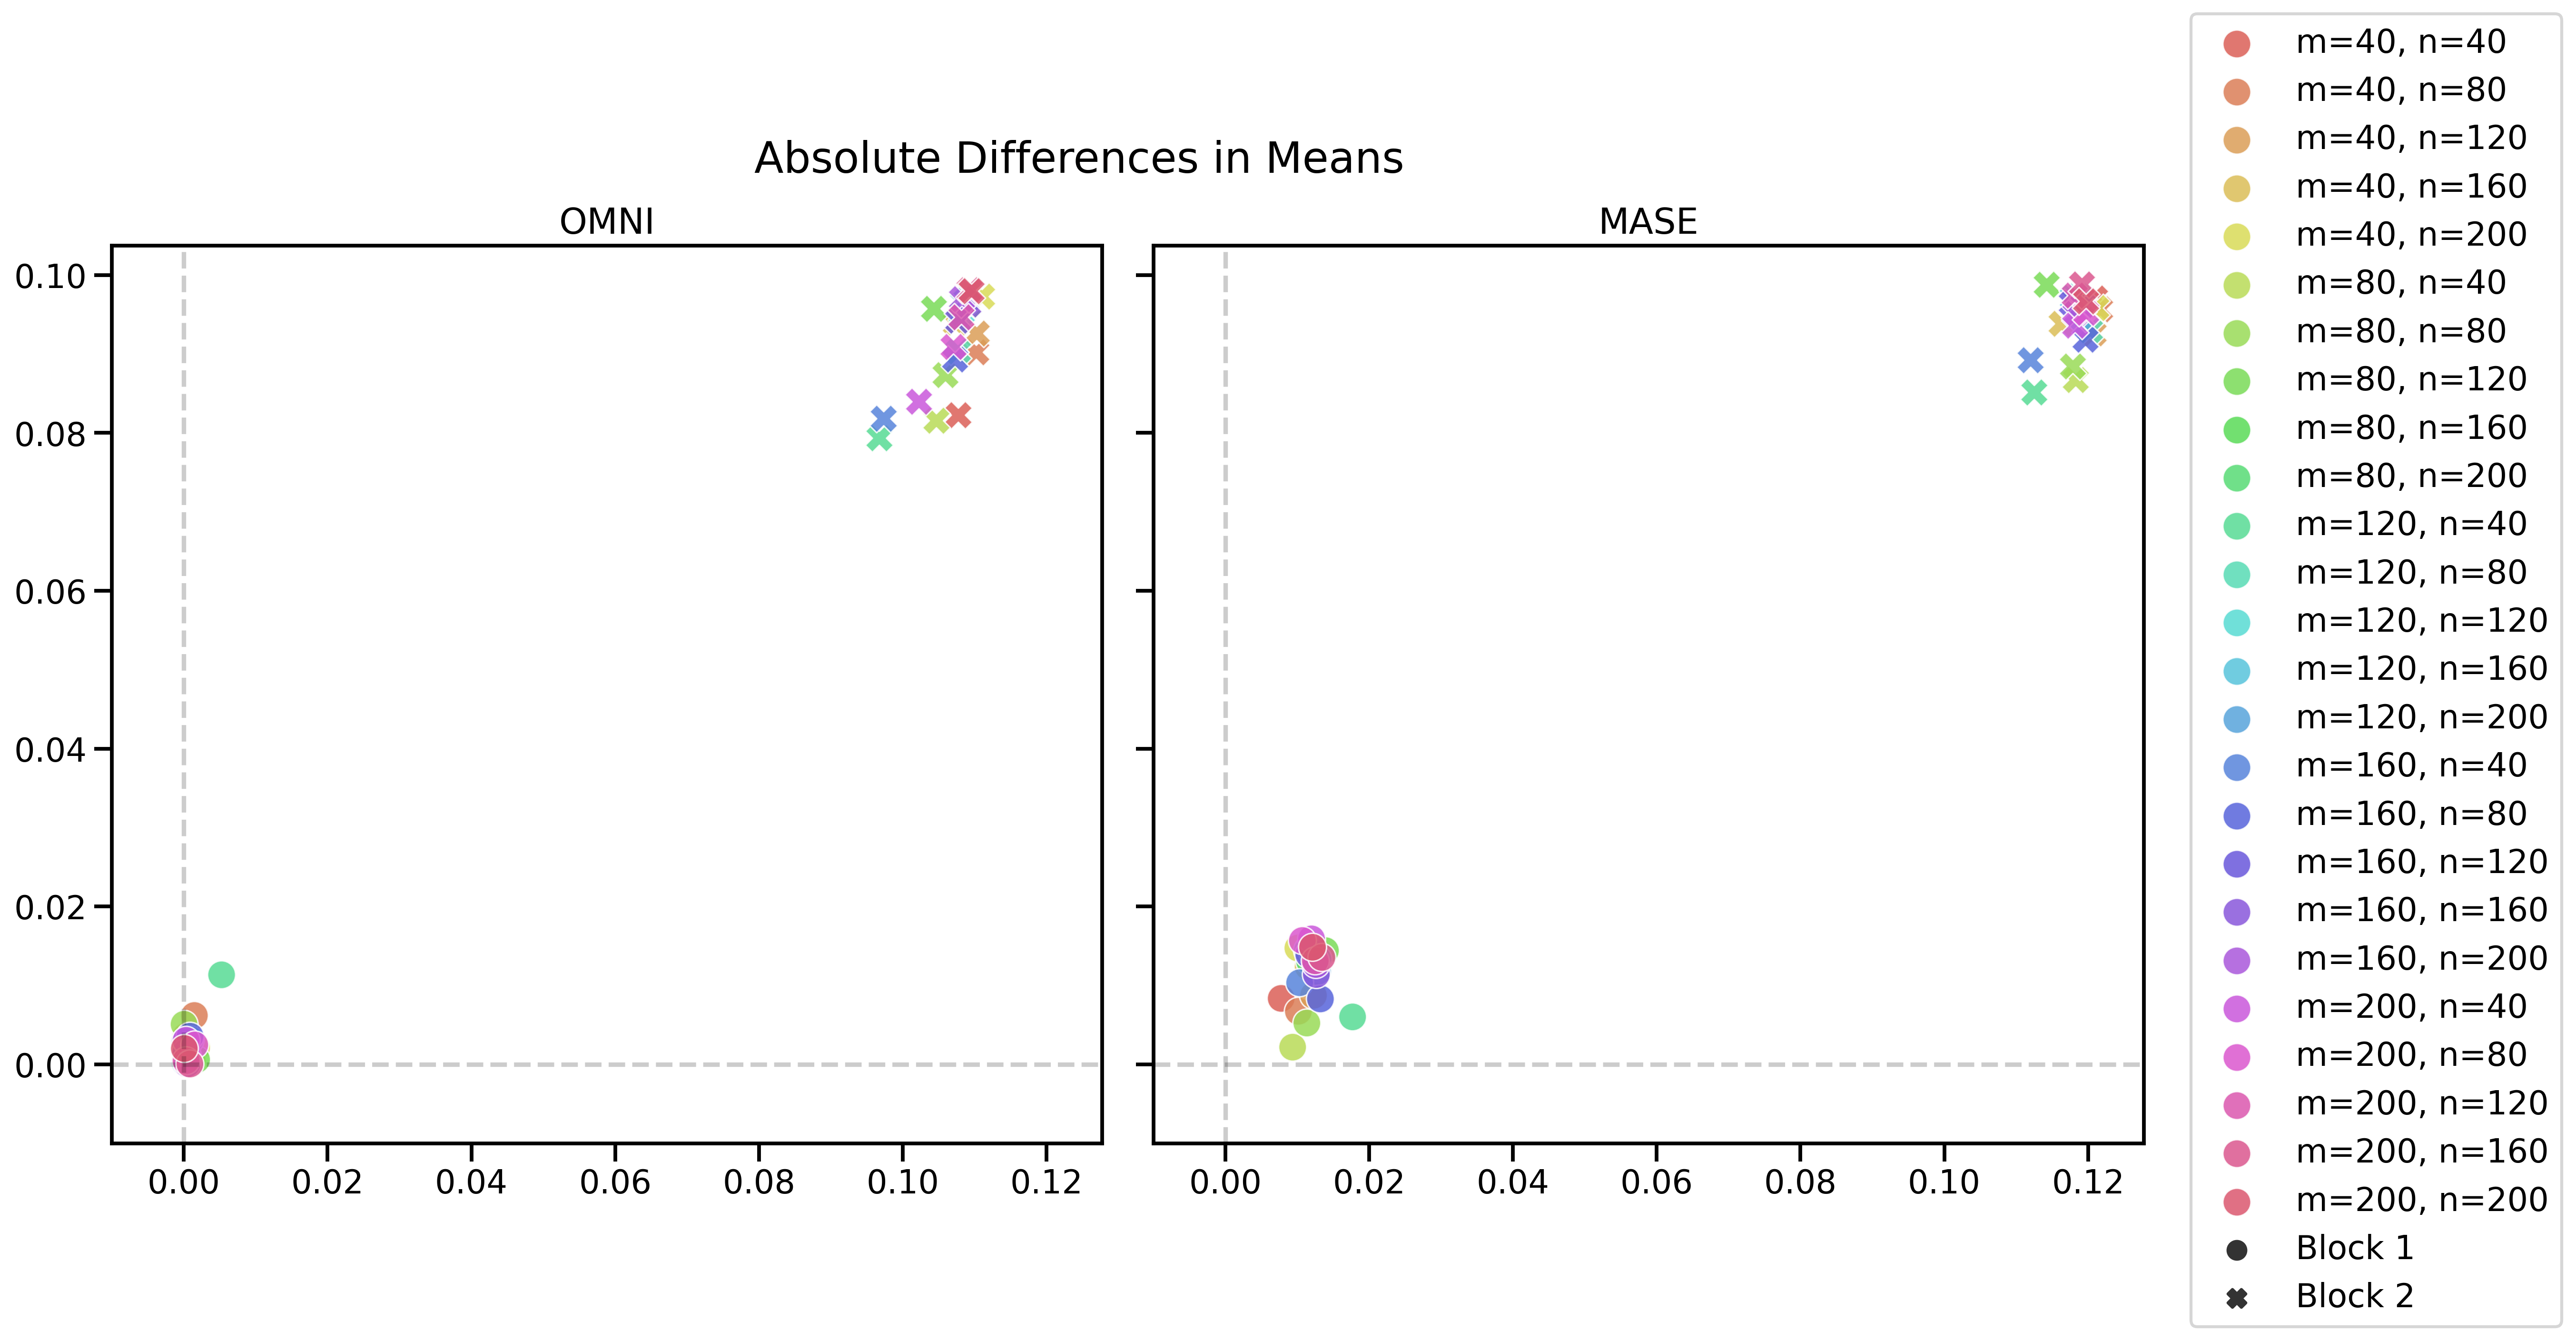 Absolute Differences in Means
OMNI
MASE
0.10
0.08
0.06
0.04
0.02
0.00
0.00 0.02 0.04 0.06 0.08 0.10 0.12
0.00 0.02 0.04 0.06 0.08 0.10 0.12
m=40, n=40
m=40, n=80
m=40, n=120
m=40, n=160
m=40, n=200
m=80, n=40
m=80, n=80
m=80, n=120
m=80, n=160
m=80, n=200
m=120, n=40
m=120, n=80
m=120, n=120
m=120, n=160
m=120, n=200
m=160, n=40
m=160, n=80
m=160, n=120
m=160, n=160
m=160, n=200
m=200, n=40
m=200, n=80
m=200, n=120
m=200, n=160
m=200, n=200
Block 1
Block 2